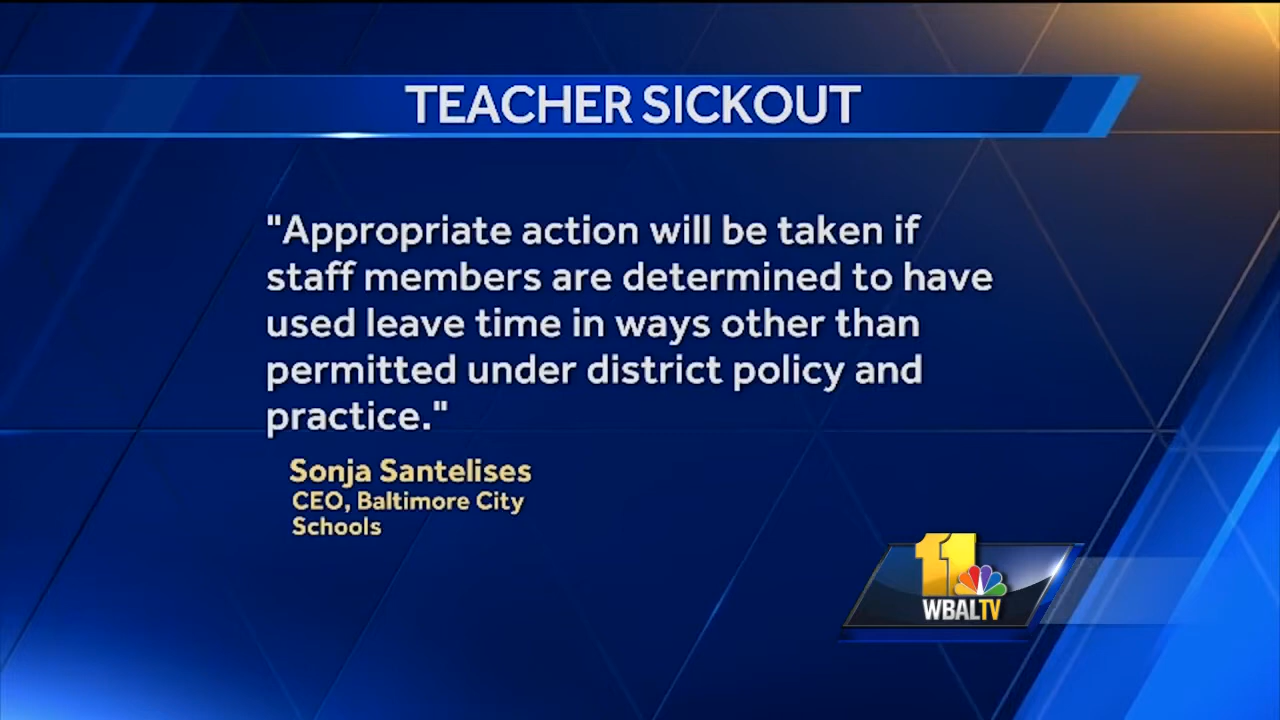 TEACHER SICKOUT
"Appropriate action will be taken if
staff members are determined to have
used leave time in ways other than
permitted under district policy and
practice."
Sonja Santelises
CEO, Baltimore City
Schools
11
WBALTV